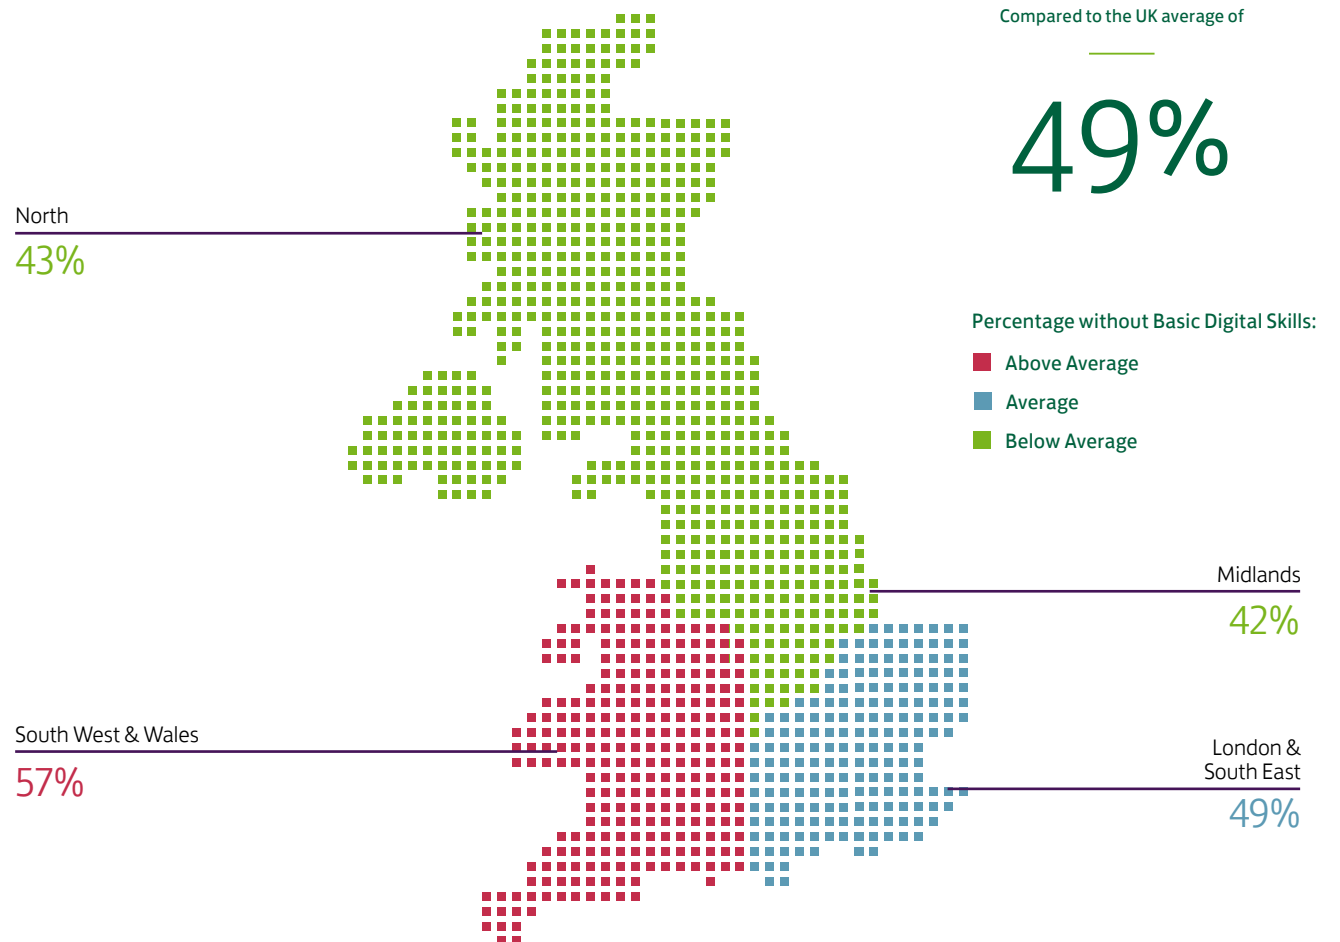 Compared to the UK average of
49%
North
43%
Percentage without Basic Digital Skills:
Above Average
Average
Below Average
Midlands
42%
South West & Wales
57%
London &
South East
49%